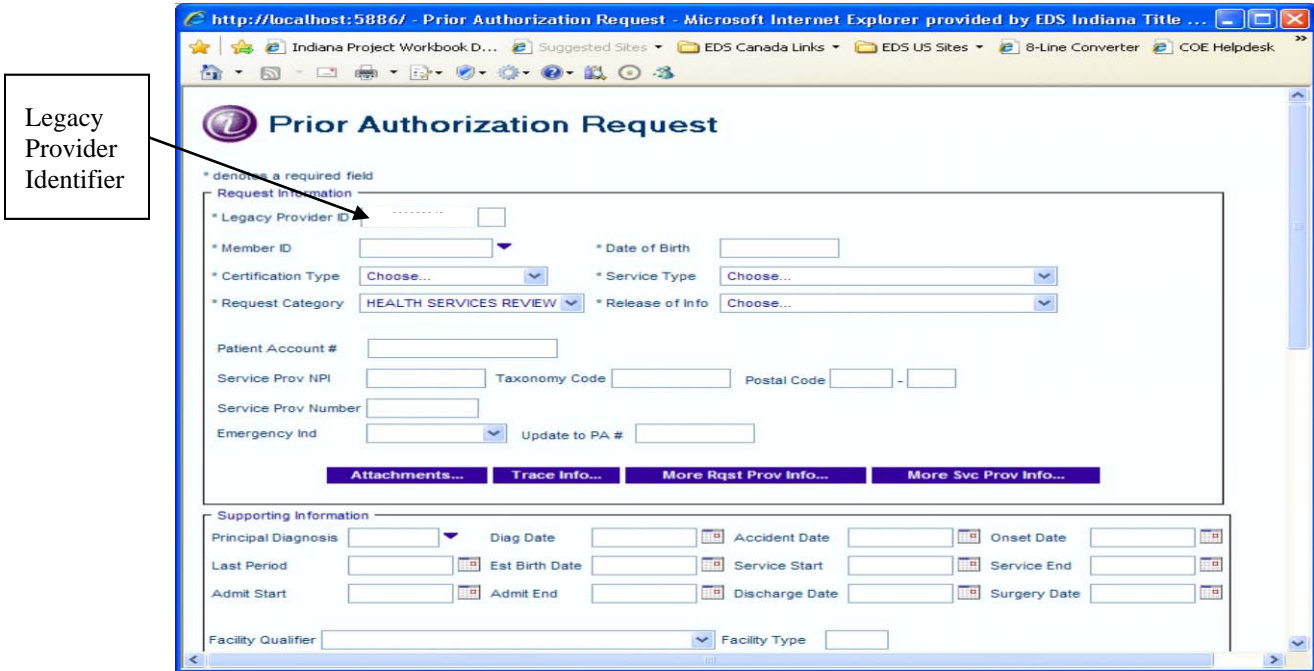 http://localhost:5886/ - Prior Authorization Request - Microsoft Internet Explorer provided by EDS Indiana Title ...
Indiana Project Workbook D... Suggested Sites EDS Canada Links EDS US Sites 8-Line Converter COE Helpdesk »
Legacy
Provider
Identifier
Prior Authorization Request
* denotes a required field
Request Information
* Legacy Provider ID
* Member ID * Date of Birth
* Certification Type Choose... * Service Type Choose...
* Request Category HEALTH SERVICES REVIEW * Release of Info Choose...
Patient Account #
Service Prov NPI Taxonomy Code Postal Code -
Service Prov Number
Emergency Ind Update to PA #
Attachments... Trace Info... More Rqst Prov Info... More Svc Prov Info...
Supporting Information
Principal Diagnosis Diag Date Accident Date Onset Date
Last Period Est Birth Date Service Start Service End
Admit Start Admit End Discharge Date Surgery Date
Facility Qualifier Facility Type